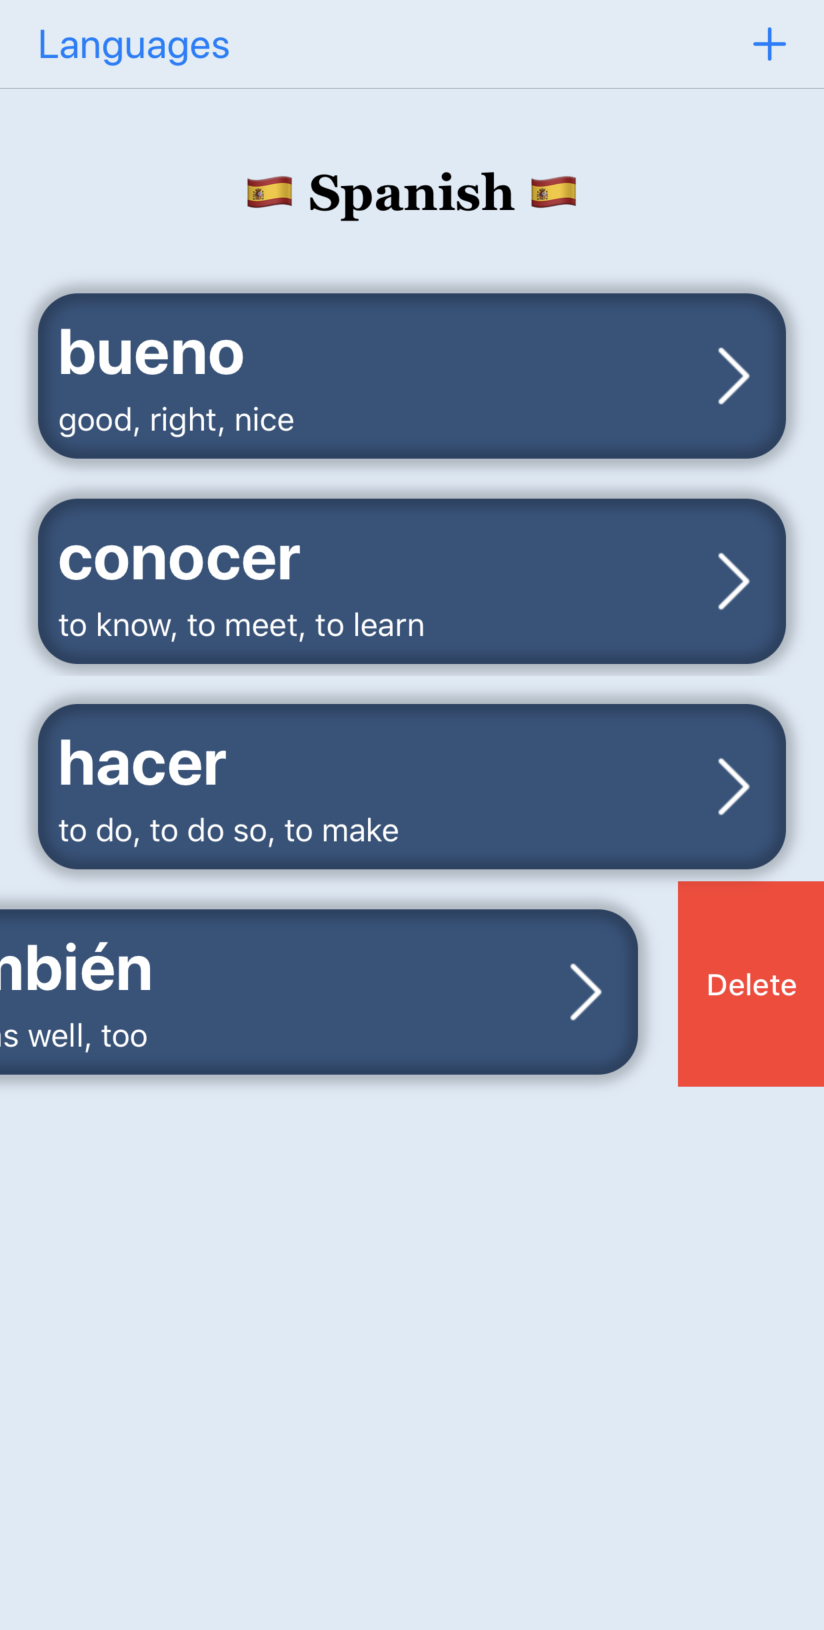 Languages
Spanish
bueno
good, right, nice
conocer
to know, to meet, to learn
hacer
to do, to do so, to make
mbién
s well, too
Delete